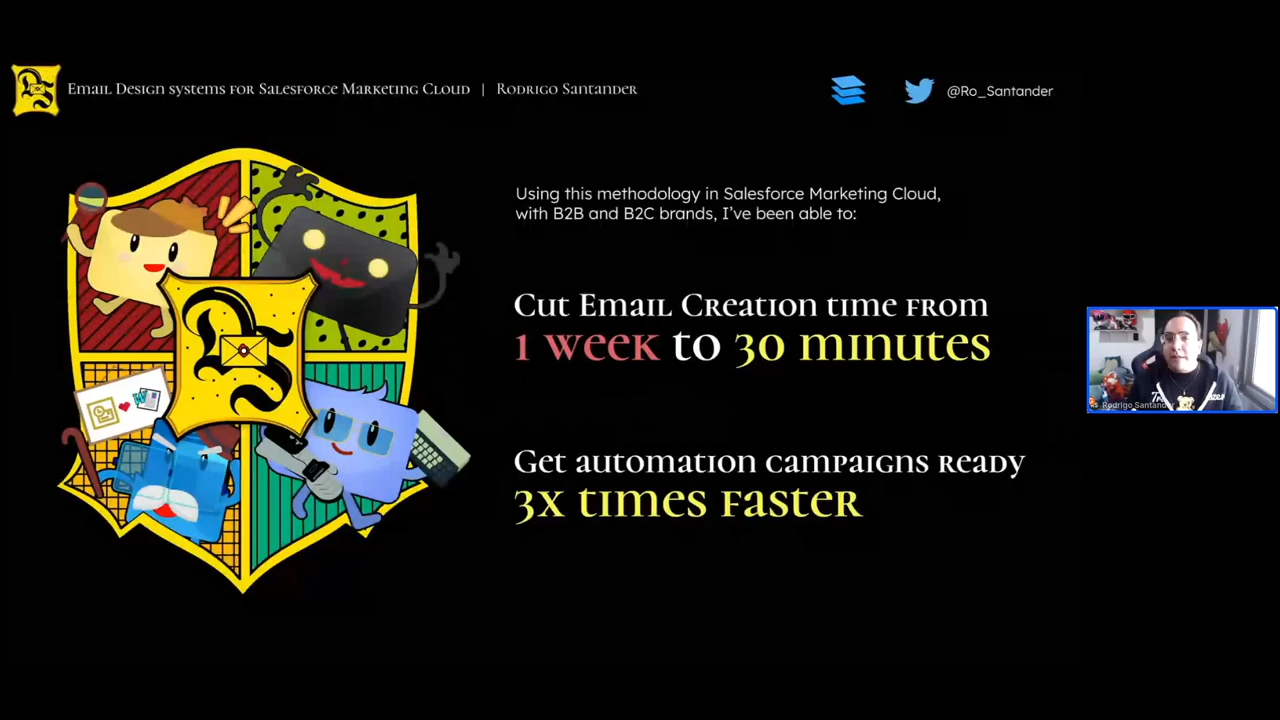 Email Design systems for Salesforce Marketing Cloud | Rodrigo Santander
@Ro_Santander
Using this methodology in Salesforce Marketing Cloud,
with B2B and B2C brands, I've been able to:
Cut Email Creation time from
1 week to 30 minutes
Get automation campaigns ready
3x times faster
Rodrigo Santander